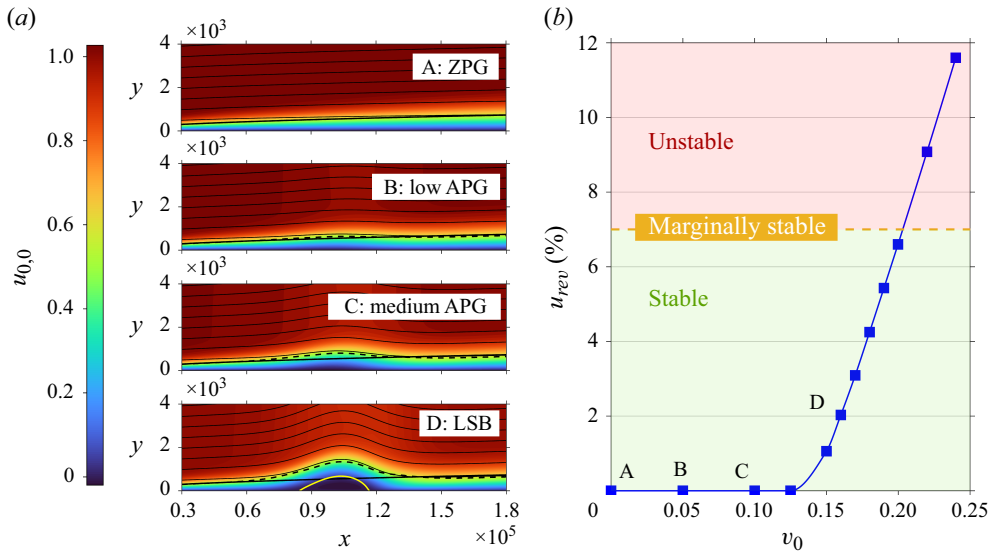 (a)
u0,0
1.0
0.8
0.6
0.4
0.2
0
×10³
4
y 2
0
A: ZPG
×10³
4
y 2
0
B: low APG
×10³
4
y 2
0
C: medium APG
×10³
4
y 2
0
D: LSB
0.3 0.6 0.9 1.2 1.5 1.8
x
×10⁵
(b)
12
10
8
6
4
2
0
urev (%)
Unstable
Marginally stable
Stable
A B C D
0 0.05 0.10 0.15 0.20 0.25
v0